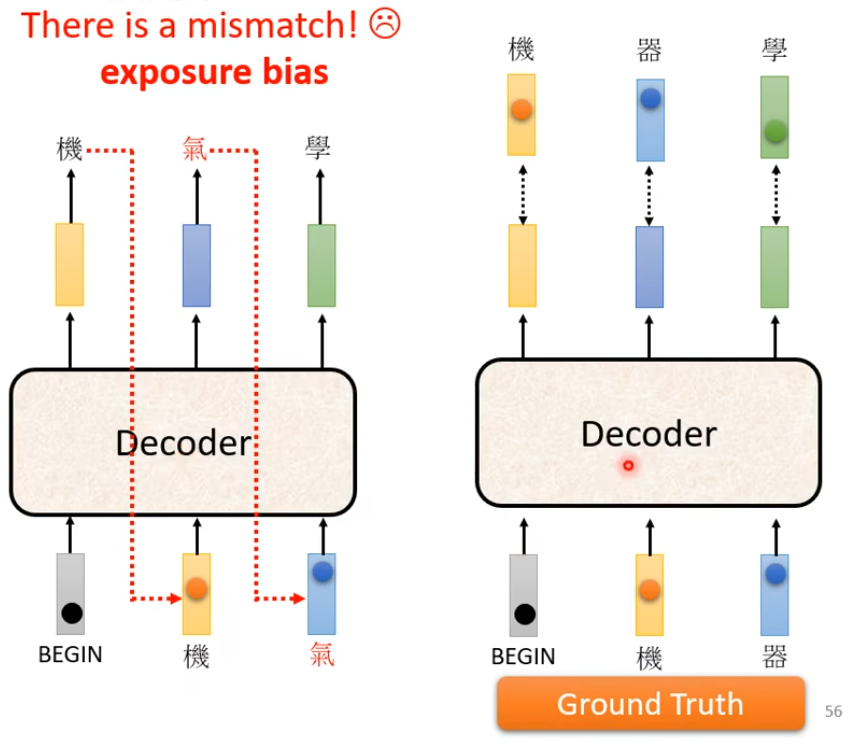 There is a mismatch! ☹
exposure bias
機 氣 學
Decoder
BEGIN 機 氣
機 器 學
Decoder
BEGIN 機 器
Ground Truth
56